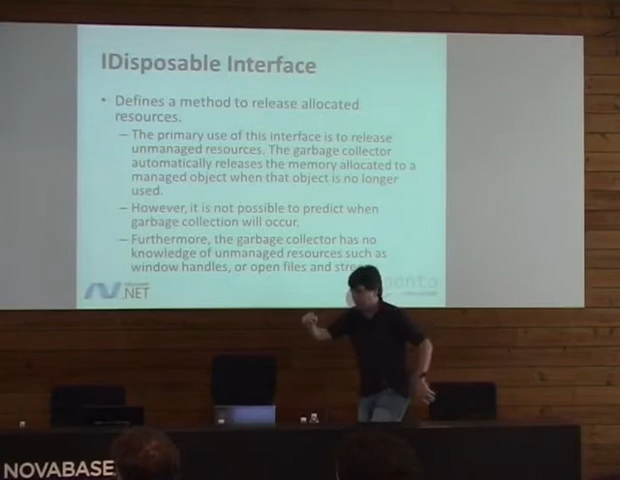 IDisposable Interface
• Defines a method to release allocated
resources.
– The primary use of this interface is to release
unmanaged resources. The garbage collector
automatically releases the memory allocated to a
managed object when that object is no longer
used.
– However, it is not possible to predict when
garbage collection will occur.
– Furthermore, the garbage collector has no
knowledge of unmanaged resources such as
window handles, or open files and
.NET
NOVABASE